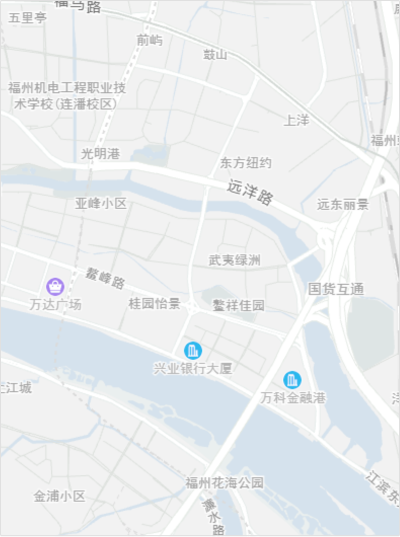 福马路
五里亭
前屿
鼓山
福州机电工程职业技
术学校(连潘校区)
上洋
光明港
东方纽约
远洋路
亚峰小区
远东丽景
武夷绿洲
鳌峰路
国货互通
万达广场
桂园怡景
鳌祥佳园
兴业银行大厦
万科金融港
江城
福州花海公园
金浦小区
江滨东